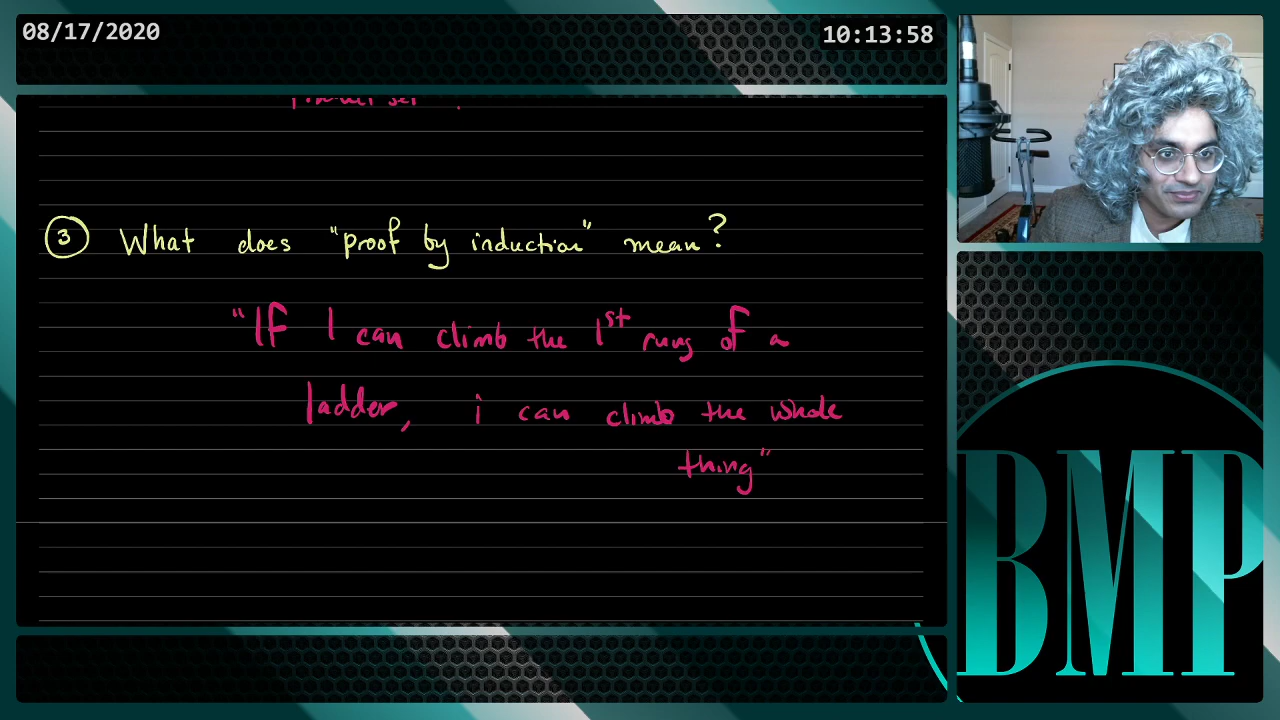 08/17/2020
10:13:58
3 What does "proof by induction" mean?
"If I can climb the 1st rung of a
ladder, i can climb the whole
thing"
BMP